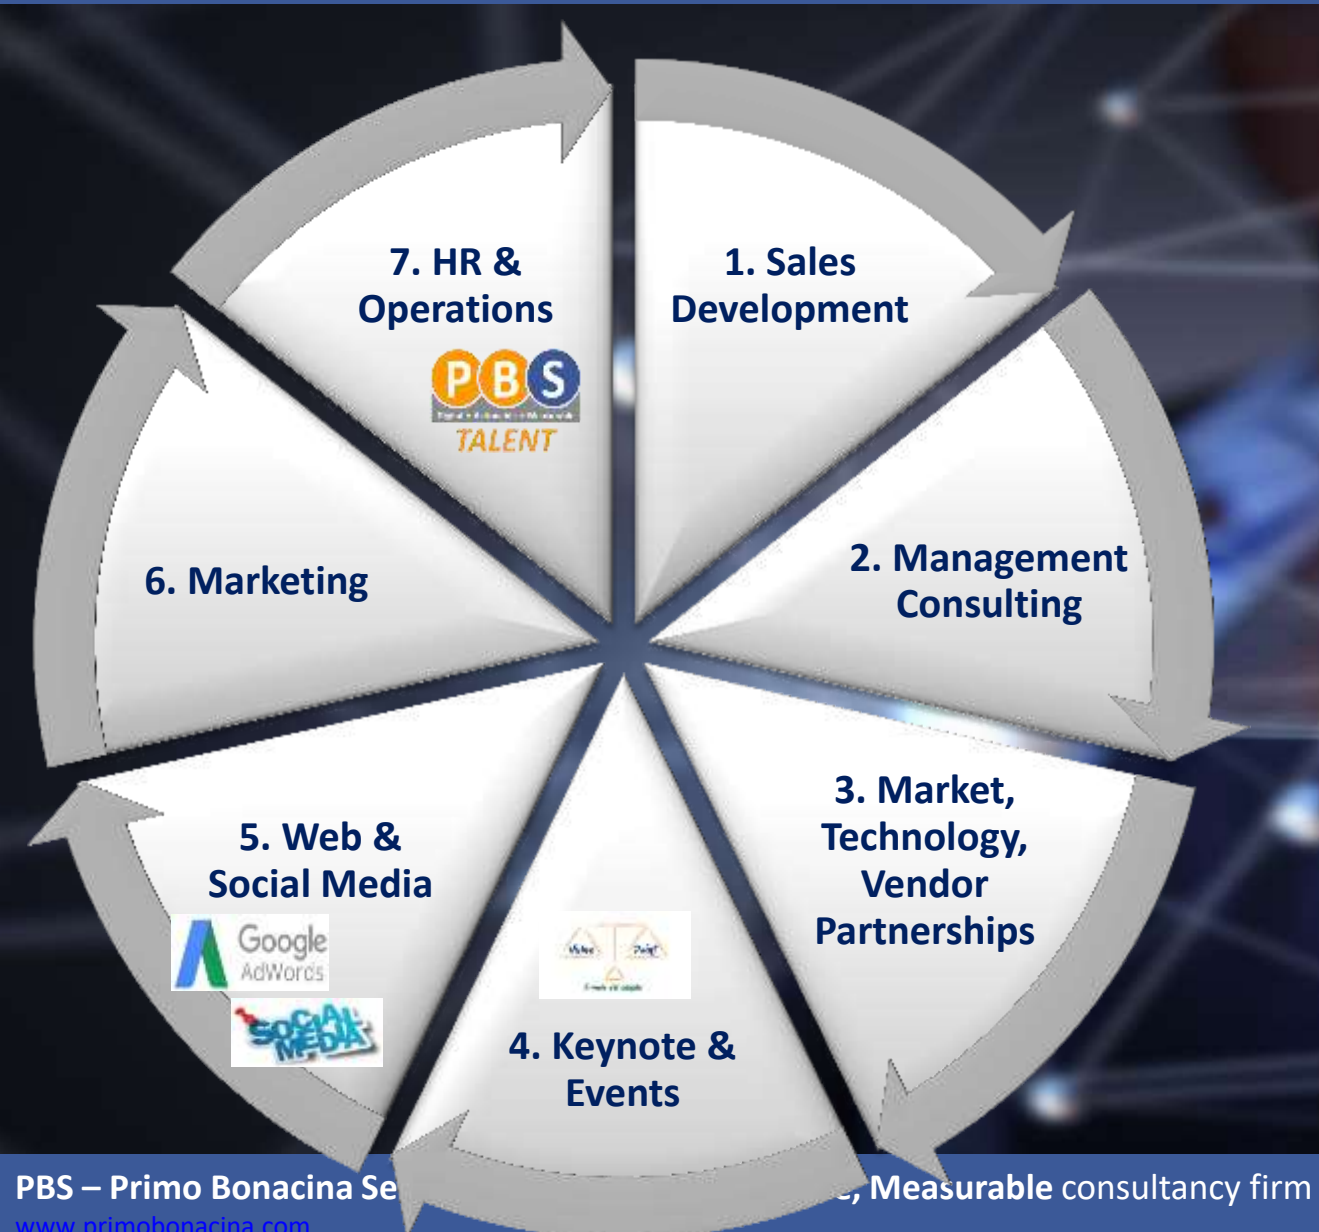 7. HR &
Operations
PBS
TALENT
1. Sales
Development
2. Management
Consulting
3. Market,
Technology,
Vendor
Partnerships
4. Keynote &
Events
5. Web &
Social Media
Google
AdWords
SOCIAL
MEDIA
6. Marketing
PBS – Primo Bonacina Se
, Measurable consultancy firm
www.primobonacina.com